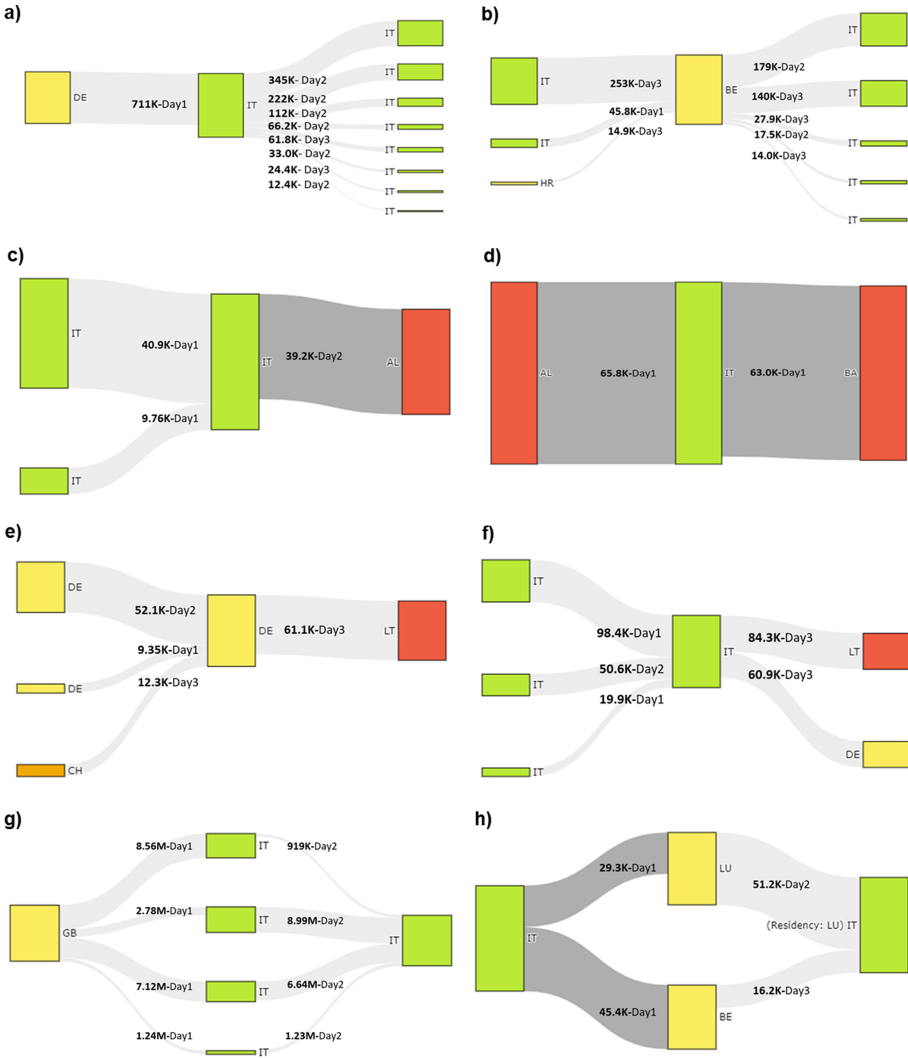 a)
DE
711K-Day1
IT
345K- Day2
222K- Day2
112K- Day2
66.2K- Day2
61.8K- Day3
33.0K- Day2
24.4K- Day3
12.4K- Day2
IT
IT
IT
IT
IT
IT
IT
IT
b)
IT
IT
HR
253K-Day3
45.8K-Day1
14.9K-Day3
BE
179K-Day2
140K-Day3
27.9K-Day3
17.5K-Day2
14.0K-Day3
IT
IT
IT
IT
IT
c)
IT
IT
40.9K-Day1
9.76K-Day1
IT
39.2K-Day2
AL
d)
AL
65.8K-Day1
IT
63.0K-Day1
BA
e)
DE
DE
CH
52.1K-Day2
9.35K-Day1
12.3K-Day3
DE
61.1K-Day3
LT
f)
IT
IT
IT
98.4K-Day1
50.6K-Day2
19.9K-Day1
IT
84.3K-Day3
60.9K-Day3
LT
DE
g)
GB
8.56M-Day1
2.78M-Day1
7.12M-Day1
1.24M-Day1
IT
IT
IT
IT
919K-Day2
8.99M-Day2
6.64M-Day2
1.23M-Day2
IT
h)
IT
29.3K-Day1
45.4K-Day1
LU
BE
51.2K-Day2
16.2K-Day3
(Residency: LU) IT